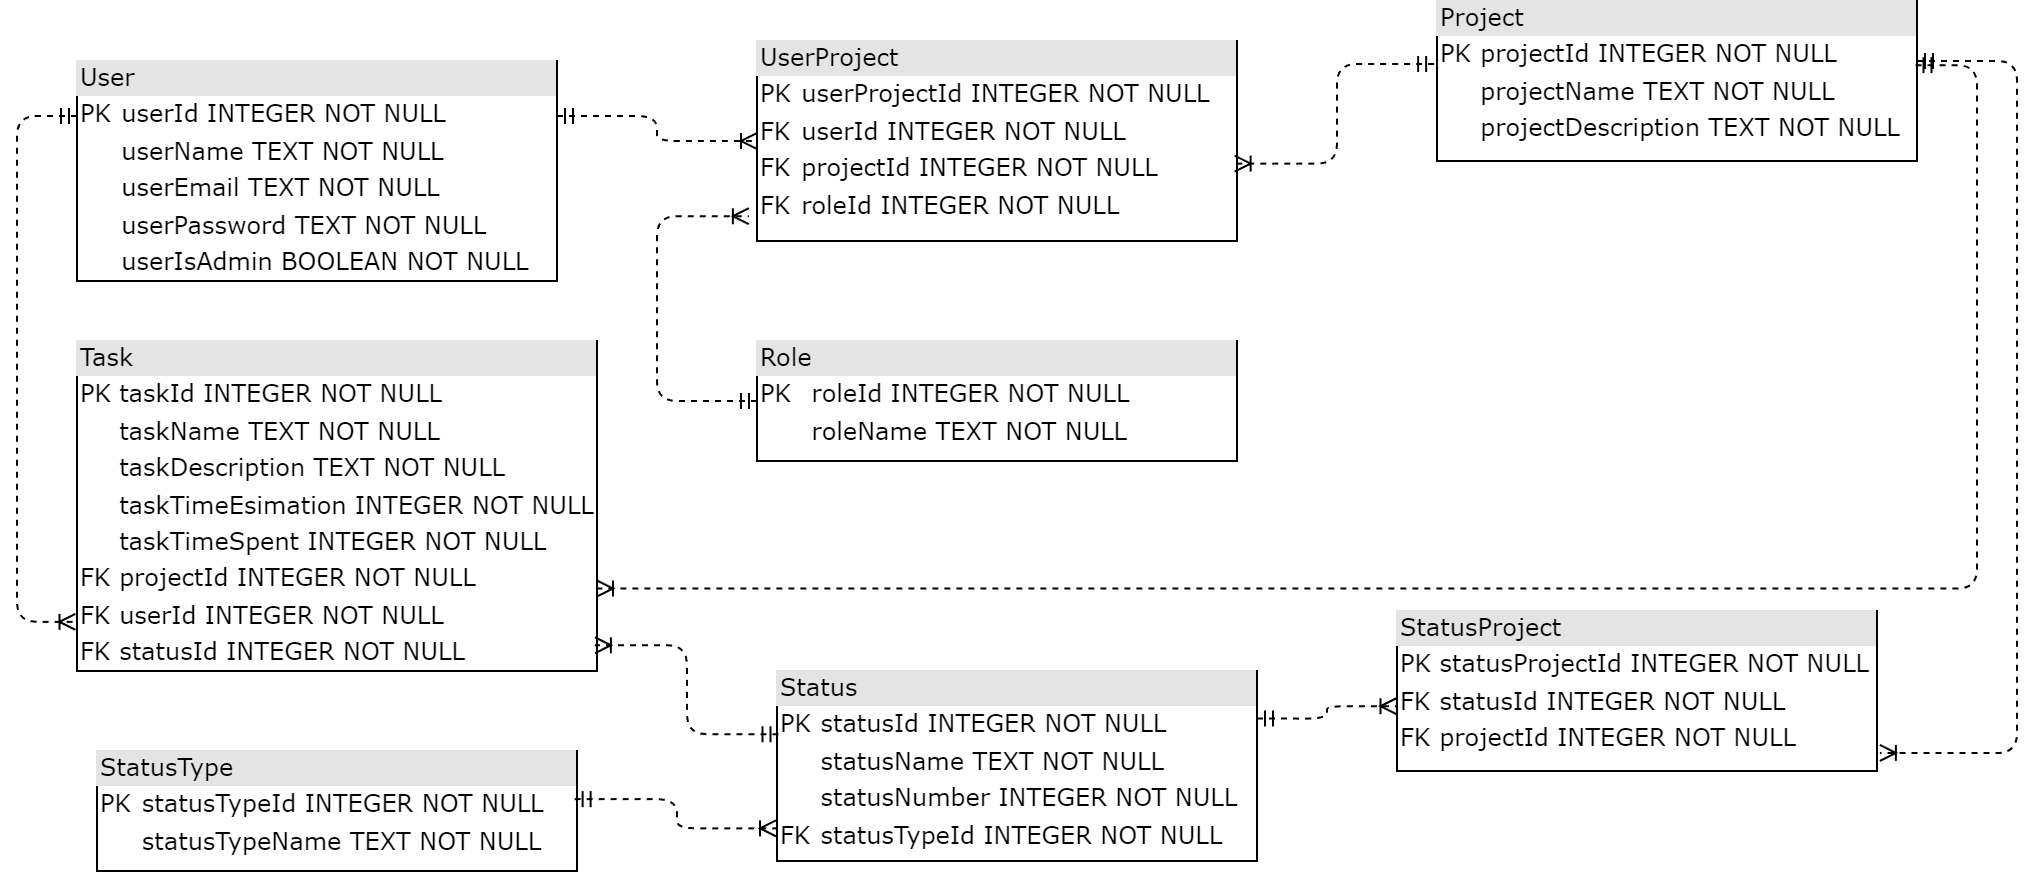 User
PK userId INTEGER NOT NULL
userName TEXT NOT NULL
userEmail TEXT NOT NULL
userPassword TEXT NOT NULL
userIsAdmin BOOLEAN NOT NULL
UserProject
PK userProjectId INTEGER NOT NULL
FK userId INTEGER NOT NULL
FK projectId INTEGER NOT NULL
FK roleId INTEGER NOT NULL
Project
PK projectId INTEGER NOT NULL
projectName TEXT NOT NULL
projectDescription TEXT NOT NULL
Task
PK taskId INTEGER NOT NULL
taskName TEXT NOT NULL
taskDescription TEXT NOT NULL
taskTimeEsimation INTEGER NOT NULL
taskTimeSpent INTEGER NOT NULL
FK projectId INTEGER NOT NULL
FK userId INTEGER NOT NULL
FK statusId INTEGER NOT NULL
Role
PK roleId INTEGER NOT NULL
roleName TEXT NOT NULL
StatusProject
PK statusProjectId INTEGER NOT NULL
FK statusId INTEGER NOT NULL
FK projectId INTEGER NOT NULL
Status
PK statusId INTEGER NOT NULL
statusName TEXT NOT NULL
statusNumber INTEGER NOT NULL
FK statusTypeId INTEGER NOT NULL
StatusType
PK statusTypeId INTEGER NOT NULL
statusTypeName TEXT NOT NULL